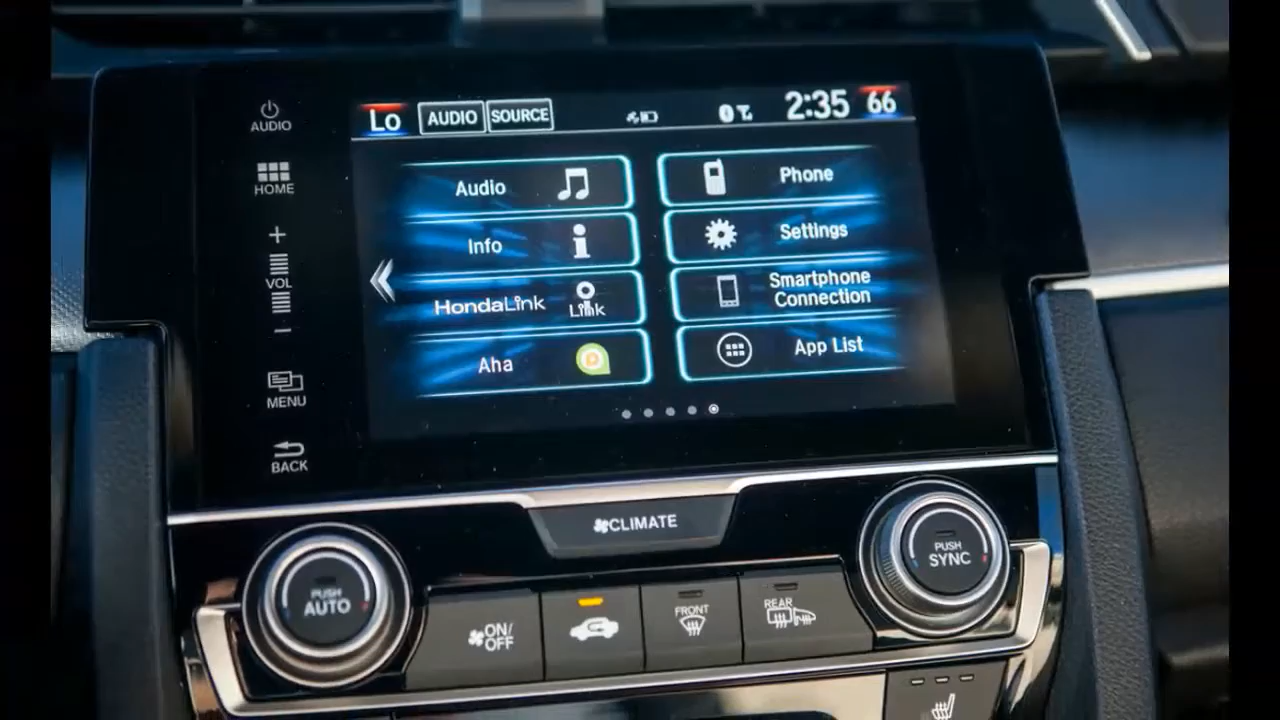 AUDIO
HOME
+
VOL
−
MENU
BACK
Lo AUDIO SOURCE 2:35 66
Audio
Phone
Info
Settings
HondaLink Link
Smartphone
Connection
Aha
App List
CLIMATE
PUSH
AUTO
ON/
OFF
FRONT
REAR
PUSH
SYNC